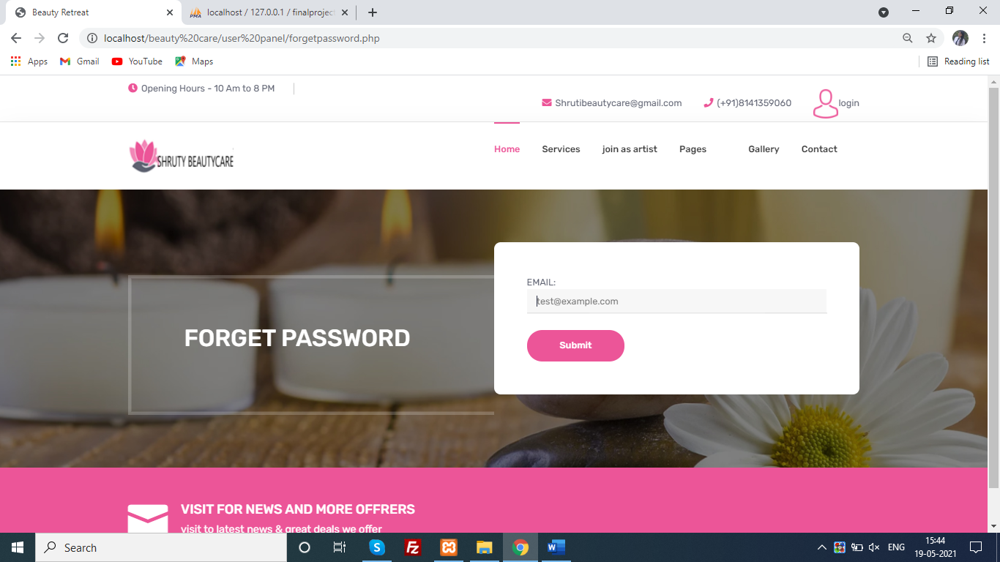 Beauty Retreat
localhost / 127.0.0.1 / finalproject
localhost/beauty%20care/user%20panel/forgetpassword.php
Apps Gmail YouTube Maps Reading list
Opening Hours - 10 Am to 8 PM
Shrutibeautycare@gmail.com (+91)8141359060 login
SHRUTY BEAUTYCARE
Home Services join as artist Pages Gallery Contact
EMAIL:
test@example.com
FORGET PASSWORD
Submit
VISIT FOR NEWS AND MORE OFFRERS
visit to latest news & great deals we offer
Search
ENG
15:44
19-05-2021